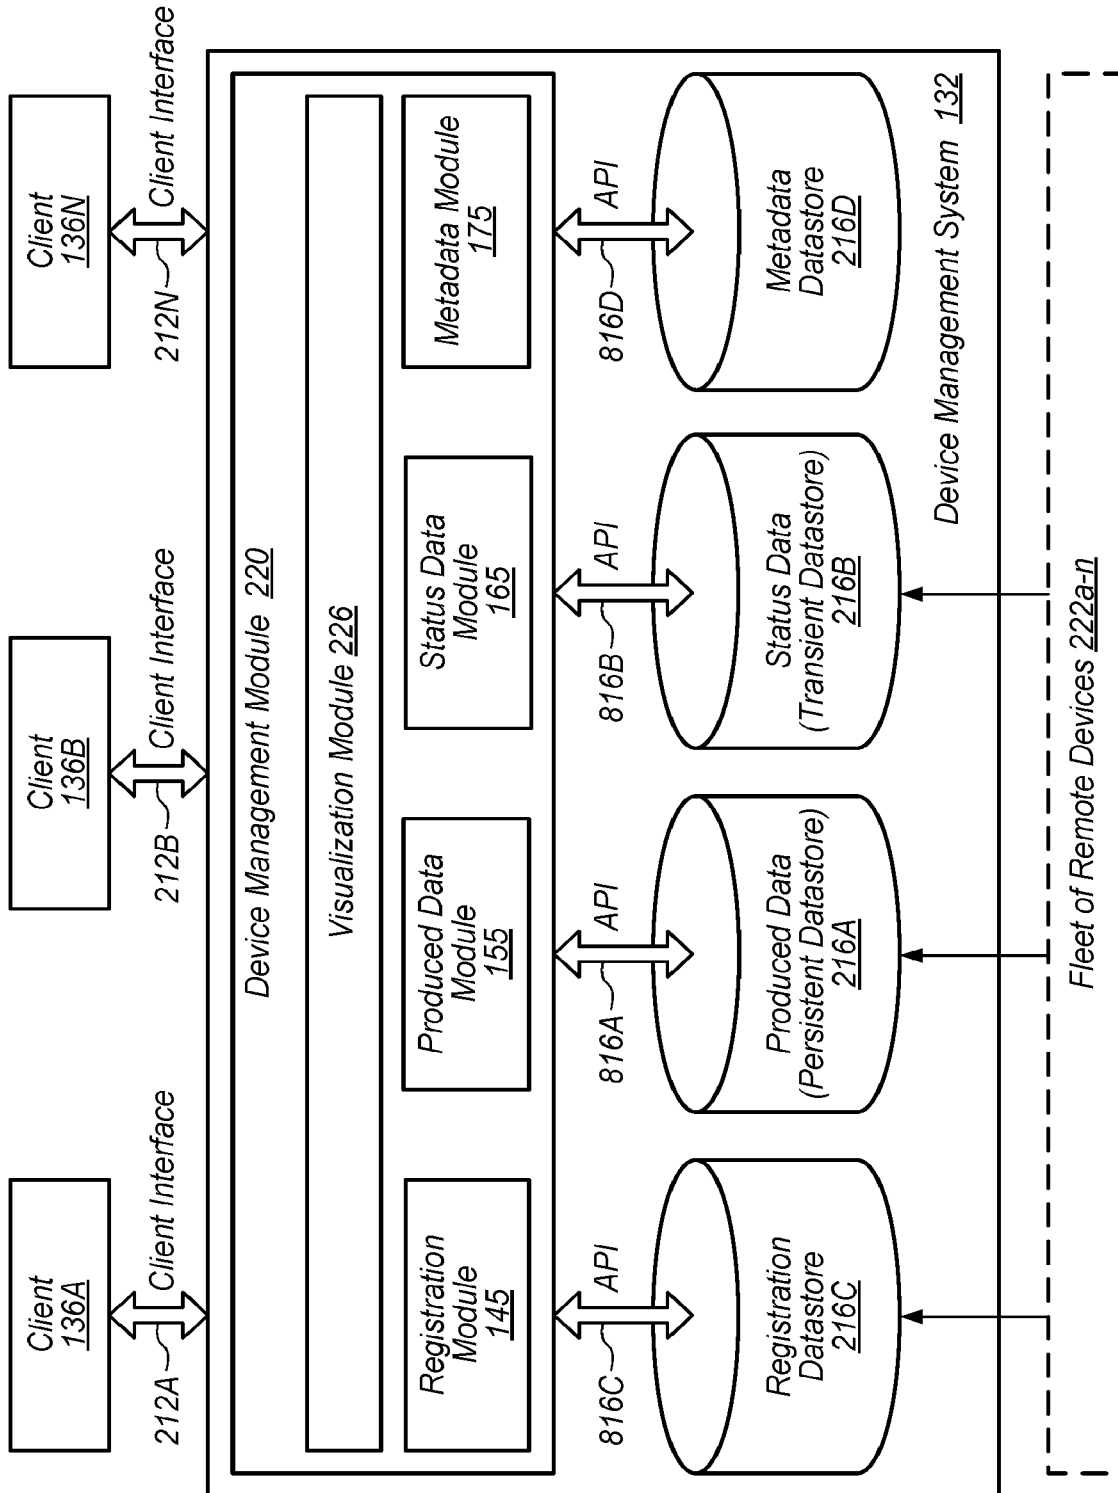 Client
136A
Client
136B
Client
136N
212A
Client Interface
212B
Client Interface
212N
Client Interface
Device Management Module 220
Visualization Module 226
Registration
Module
145
Produced Data
Module
155
Status Data
Module
165
Metadata Module
175
816C
API
816A
API
816B
API
816D
API
Registration
Datastore
216C
Produced Data
(Persistent Datastore)
216A
Status Data
(Transient Datastore)
216B
Metadata
Datastore
216D
Device Management System 132
Fleet of Remote Devices 222a-n